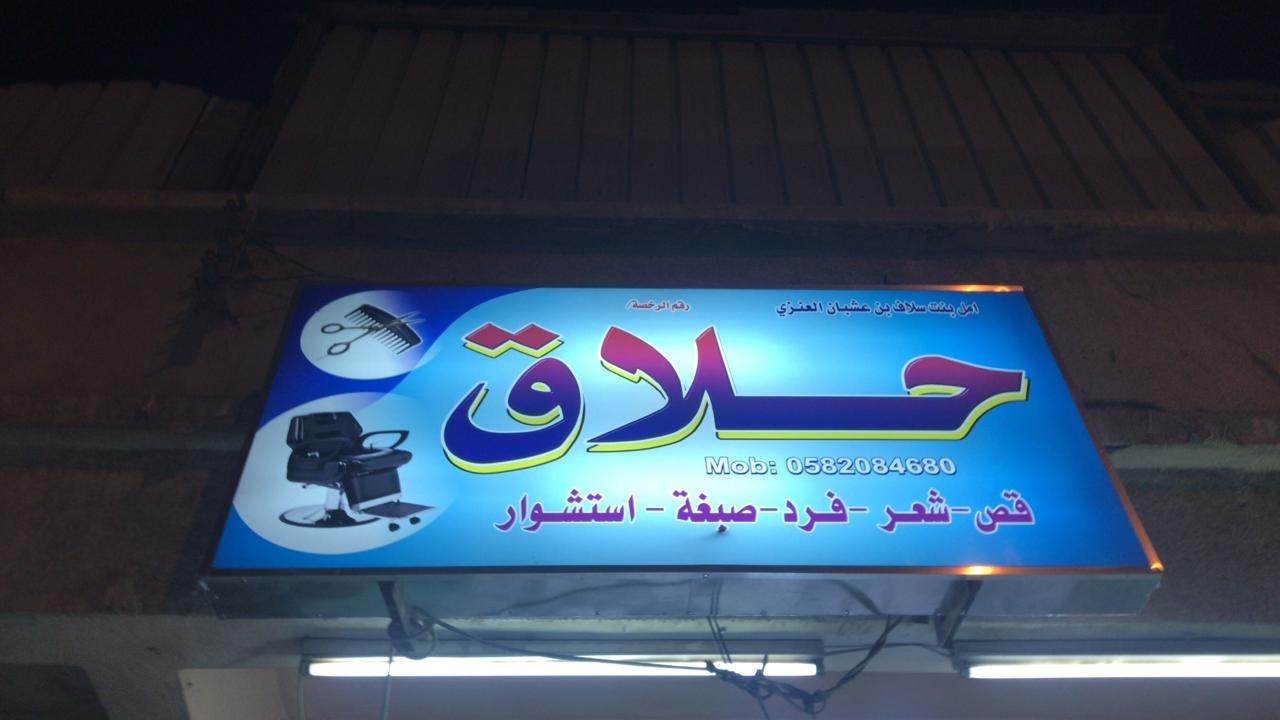 امل بنت سلاف بن عشبان العنزي رقم الرخصة/
حلاق
Mob: 0582084680
قص -شعر -فرد-صبغة - استشوار